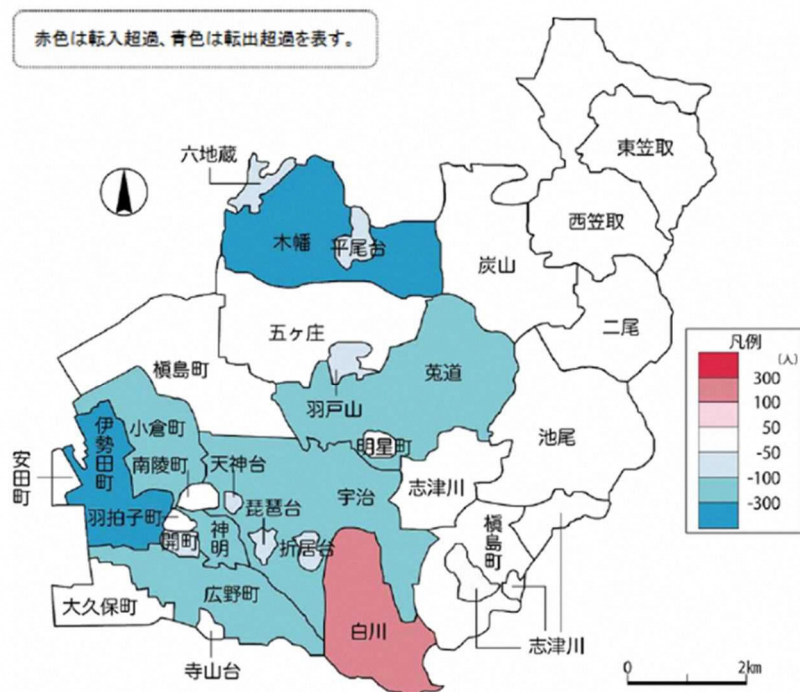 赤色は転入超過、青色は転出超過を表す。
東笠取
六地蔵
西笠取
木幡
平尾台
炭山
二尾
五ヶ庄
槇島町
菟道
羽戸山
凡例
(人)
300
100
50
-50
-100
-300
伊勢田町
小倉町
明星町
池尾
安田町
南陵町
天神台
志津川
羽拍子町
琵琶台
宇治
槇島町
開町
神明
折居台
広野町
大久保町
白川
志津川
寺山台
0
2km